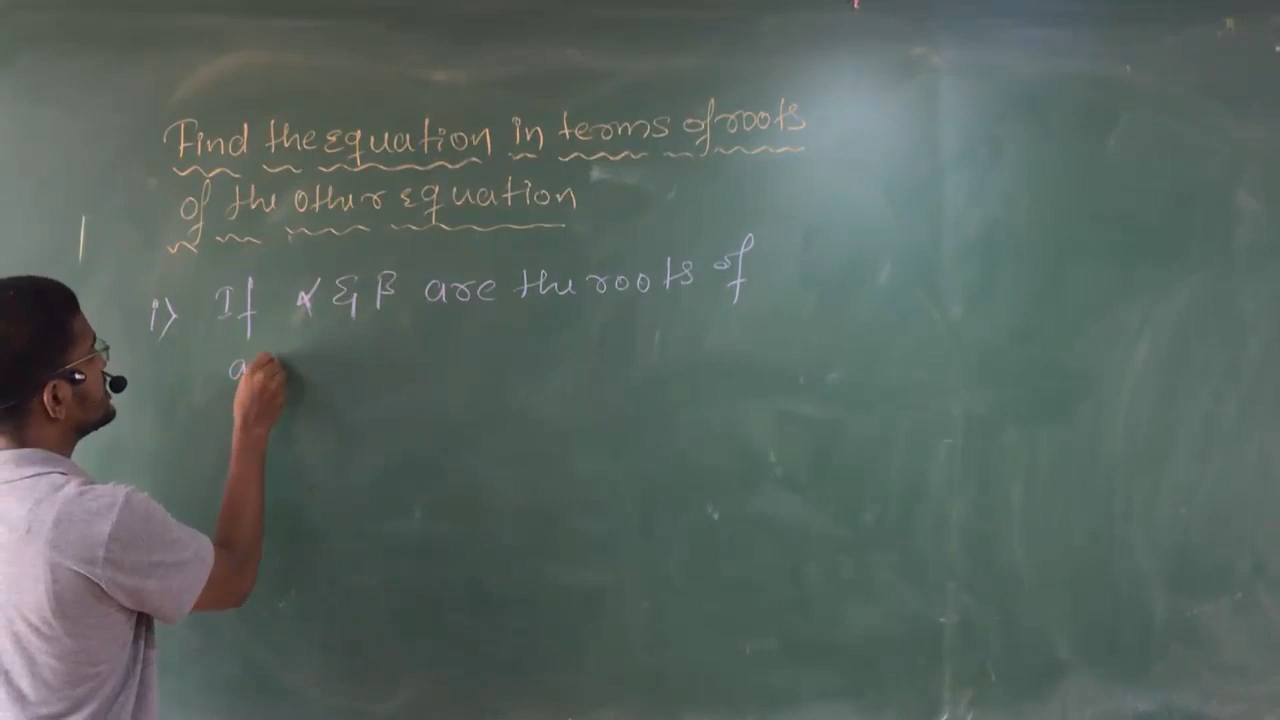 Find the Equation in terms of roots
of the other Equation
i) If α & β are the roots of
a